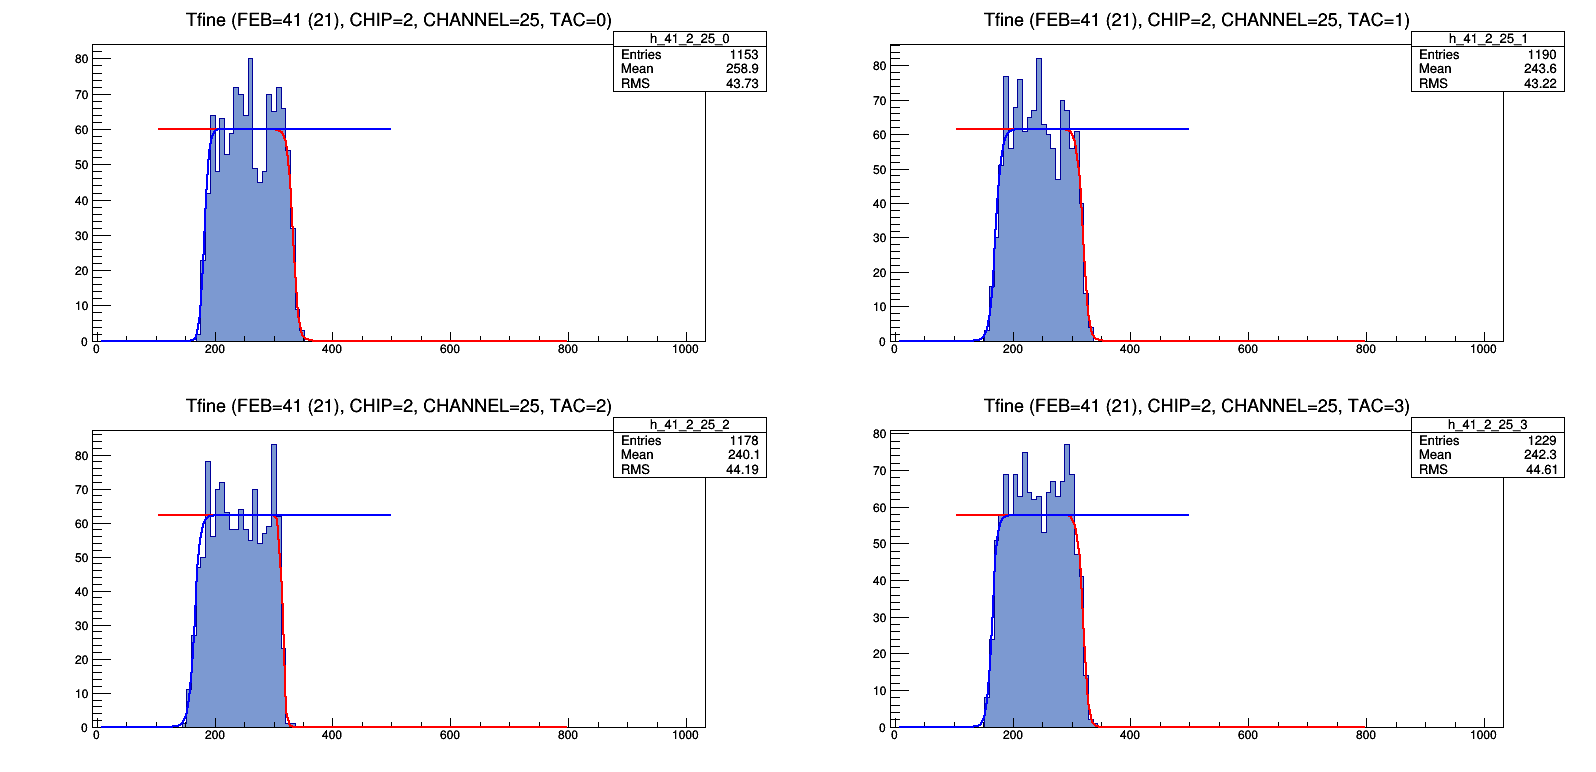 Tfine (FEB=41 (21), CHIP=2, CHANNEL=25, TAC=0)
h_41_2_25_0
Entries 1153
Mean 258.9
RMS 43.73
80
70
60
50
40
30
20
10
0
0 200 400 600 800 1000
Tfine (FEB=41 (21), CHIP=2, CHANNEL=25, TAC=1)
h_41_2_25_1
Entries 1190
Mean 243.6
RMS 43.22
80
70
60
50
40
30
20
10
0
0 200 400 600 800 1000
Tfine (FEB=41 (21), CHIP=2, CHANNEL=25, TAC=2)
h_41_2_25_2
Entries 1178
Mean 240.1
RMS 44.19
80
70
60
50
40
30
20
10
0
0 200 400 600 800 1000
Tfine (FEB=41 (21), CHIP=2, CHANNEL=25, TAC=3)
h_41_2_25_3
Entries 1229
Mean 242.3
RMS 44.61
80
70
60
50
40
30
20
10
0
0 200 400 600 800 1000